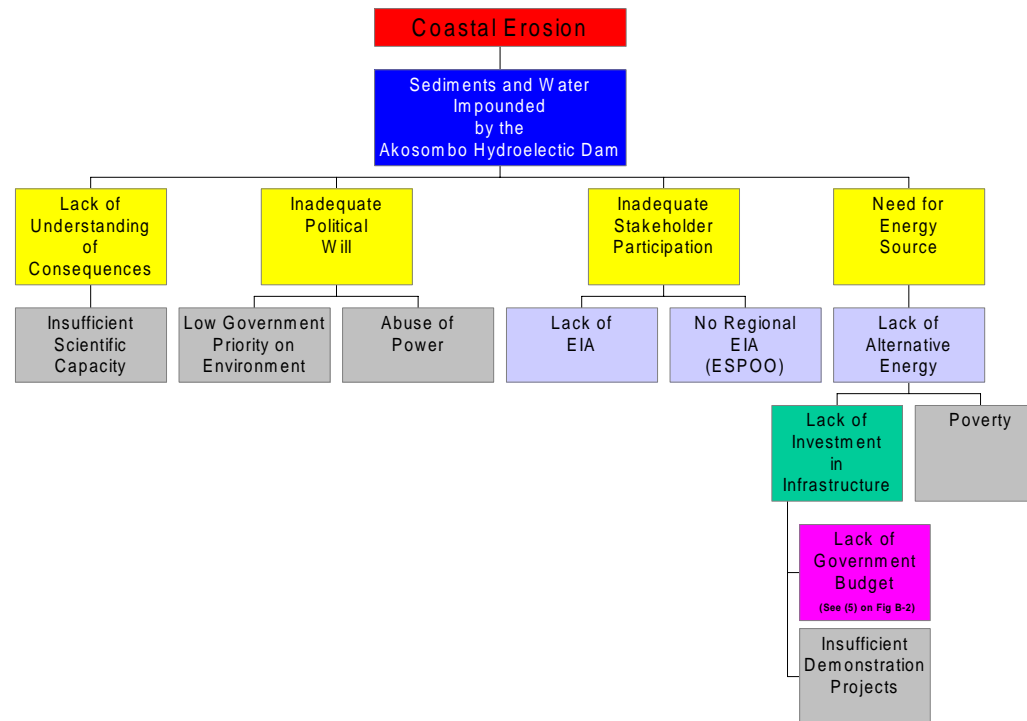 Coastal Erosion
Sediments and Water
Impounded
by the
Akosombo Hydroelectic Dam
Lack of
Understanding
of
Consequences
Inadequate
Political
Will
Inadequate
Stakeholder
Participation
Need for
Energy
Source
Insufficient
Scientific
Capacity
Low Government
Priority on
Environment
Abuse of
Power
Lack of
EIA
No Regional
EIA
(ESPOO)
Lack of
Alternative
Energy
Lack of
Investment
in
Infrastructure
Poverty
Lack of
Government
Budget
(See (5) on Fig B-2)
Insufficient
Demonstration
Projects